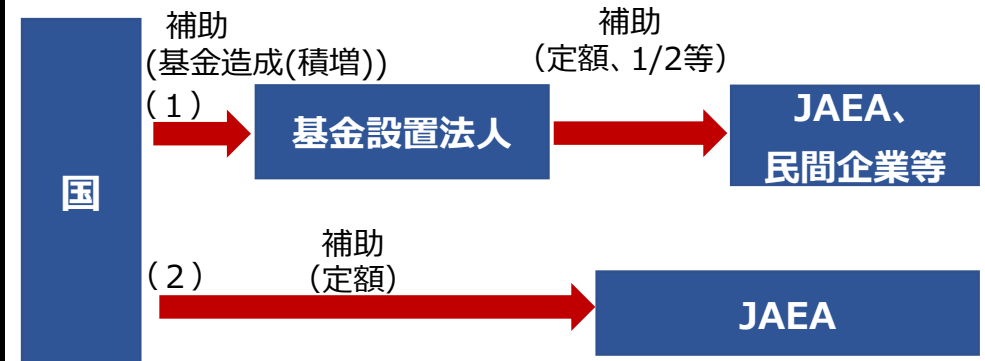 国
補助
(基金造成(積増))
（１）
基金設置法人
補助
（定額、1/2等）
JAEA、
民間企業等
（２）
補助
（定額）
JAEA